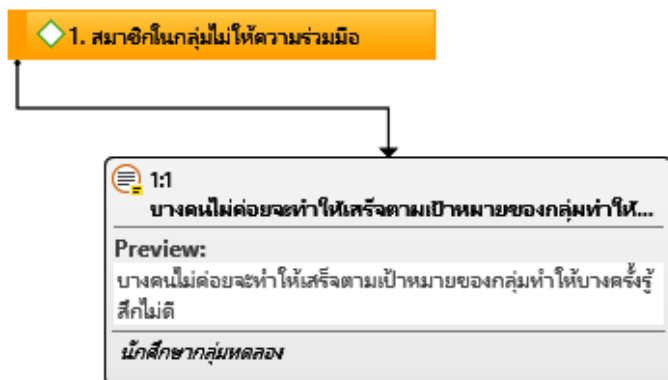 1. สมาชิกในกลุ่มไม่ให้ความร่วมมือ
1:1
บางคนไม่ค่อยจะทำให้เสร็จตามเป้าหมายของกลุ่มทำให้...
Preview:
บางคนไม่ค่อยจะทำให้เสร็จตามเป้าหมายของกลุ่มทำให้บางครั้งรู้
สึกไม่ดี
นักศึกษากลุ่มทดลอง